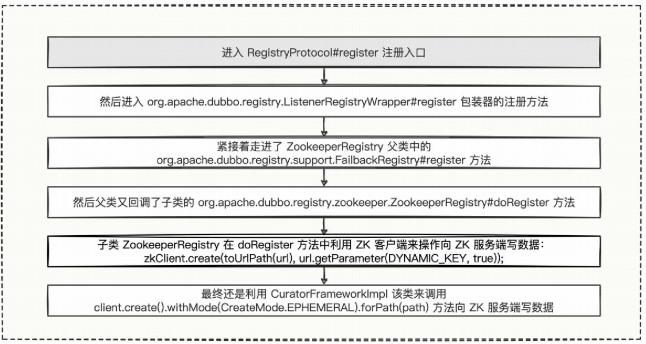 进入 RegistryProtocol#register 注册入口
然后进入 org.apache.dubbo.registry.ListenerRegistryWrapper#register 包装器的注册方法
紧接着走进了 ZookeeperRegistry 父类中的
org.apache.dubbo.registry.support.FailbackRegistry#register 方法
然后父类又回调了子类的 org.apache.dubbo.registry.zookeeper.ZookeeperRegistry#doRegister 方法
子类 ZookeeperRegistry 在 doRegister 方法中利用 ZK 客户端来操作向 ZK 服务端写数据：
zkClient.create(toUrlPath(url), url.getParameter(DYNAMIC_KEY, true));
最终还是利用 CuratorFrameworkImpl 该类来调用
client.create().withMode(CreateMode.EPHEMERAL).forPath(path) 方法向 ZK 服务端写数据